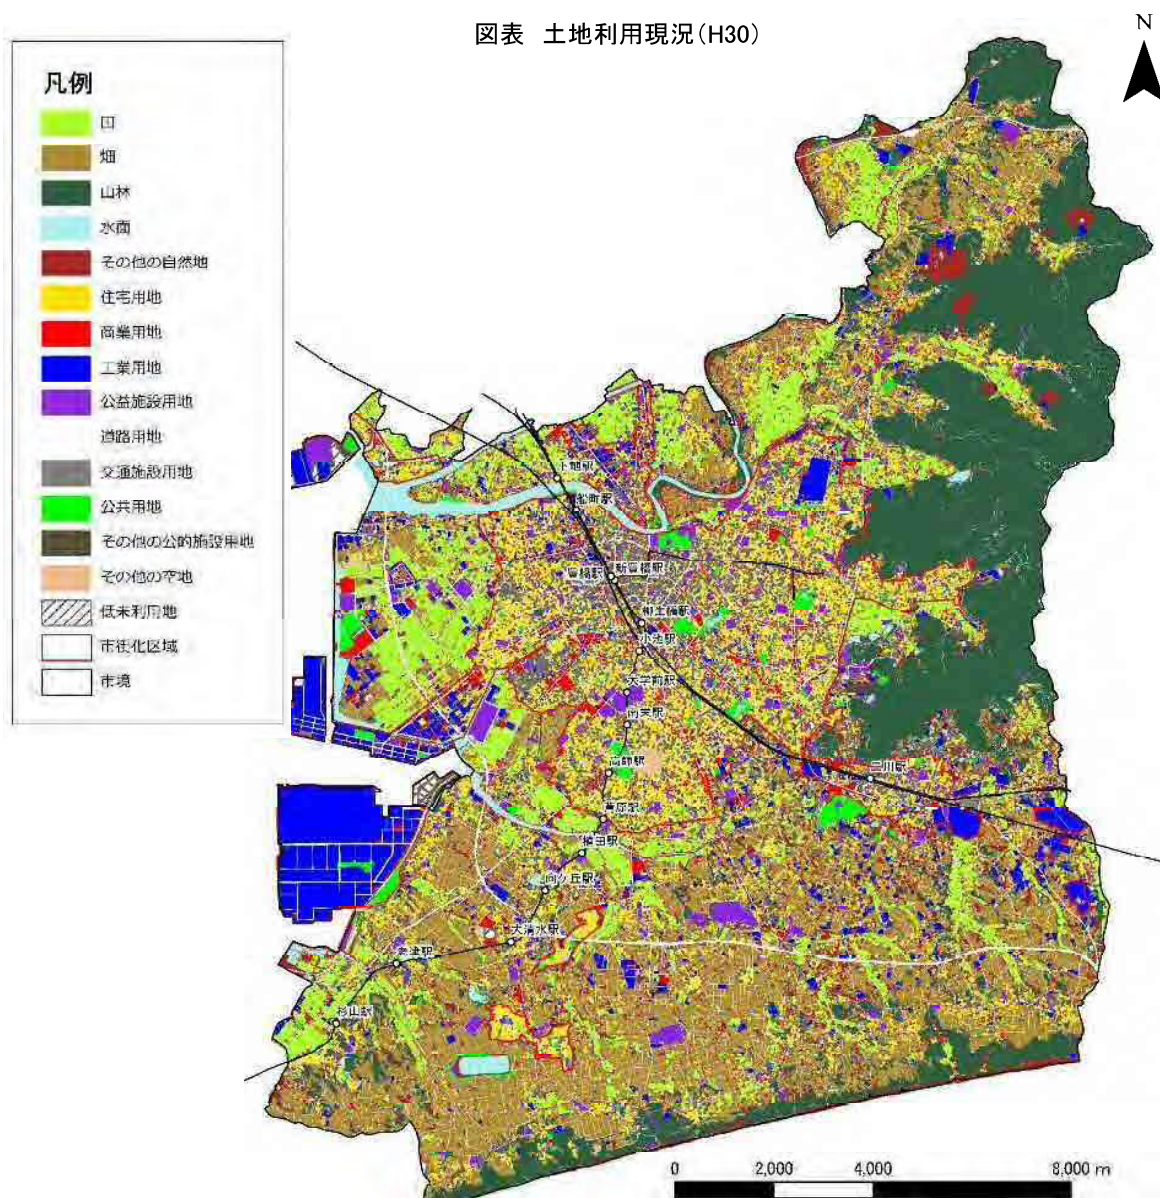 図表 土地利用現況(H30)
N
凡例
田
畑
山林
水面
その他の自然地
住宅用地
商業用地
工業用地
公益施設用地
道路用地
交通施設用地
公共用地
その他の公的施設用地
その他の空地
低未利用地
市街化区域
市境
下地駅
船町駅
豊橋駅
新豊橋駅
柳生橋駅
小池駅
大学前駅
南栄駅
高師駅
芦原駅
植田駅
向ヶ丘駅
大清水駅
老津駅
杉山駅
二川駅
0 2,000 4,000 8,000 m